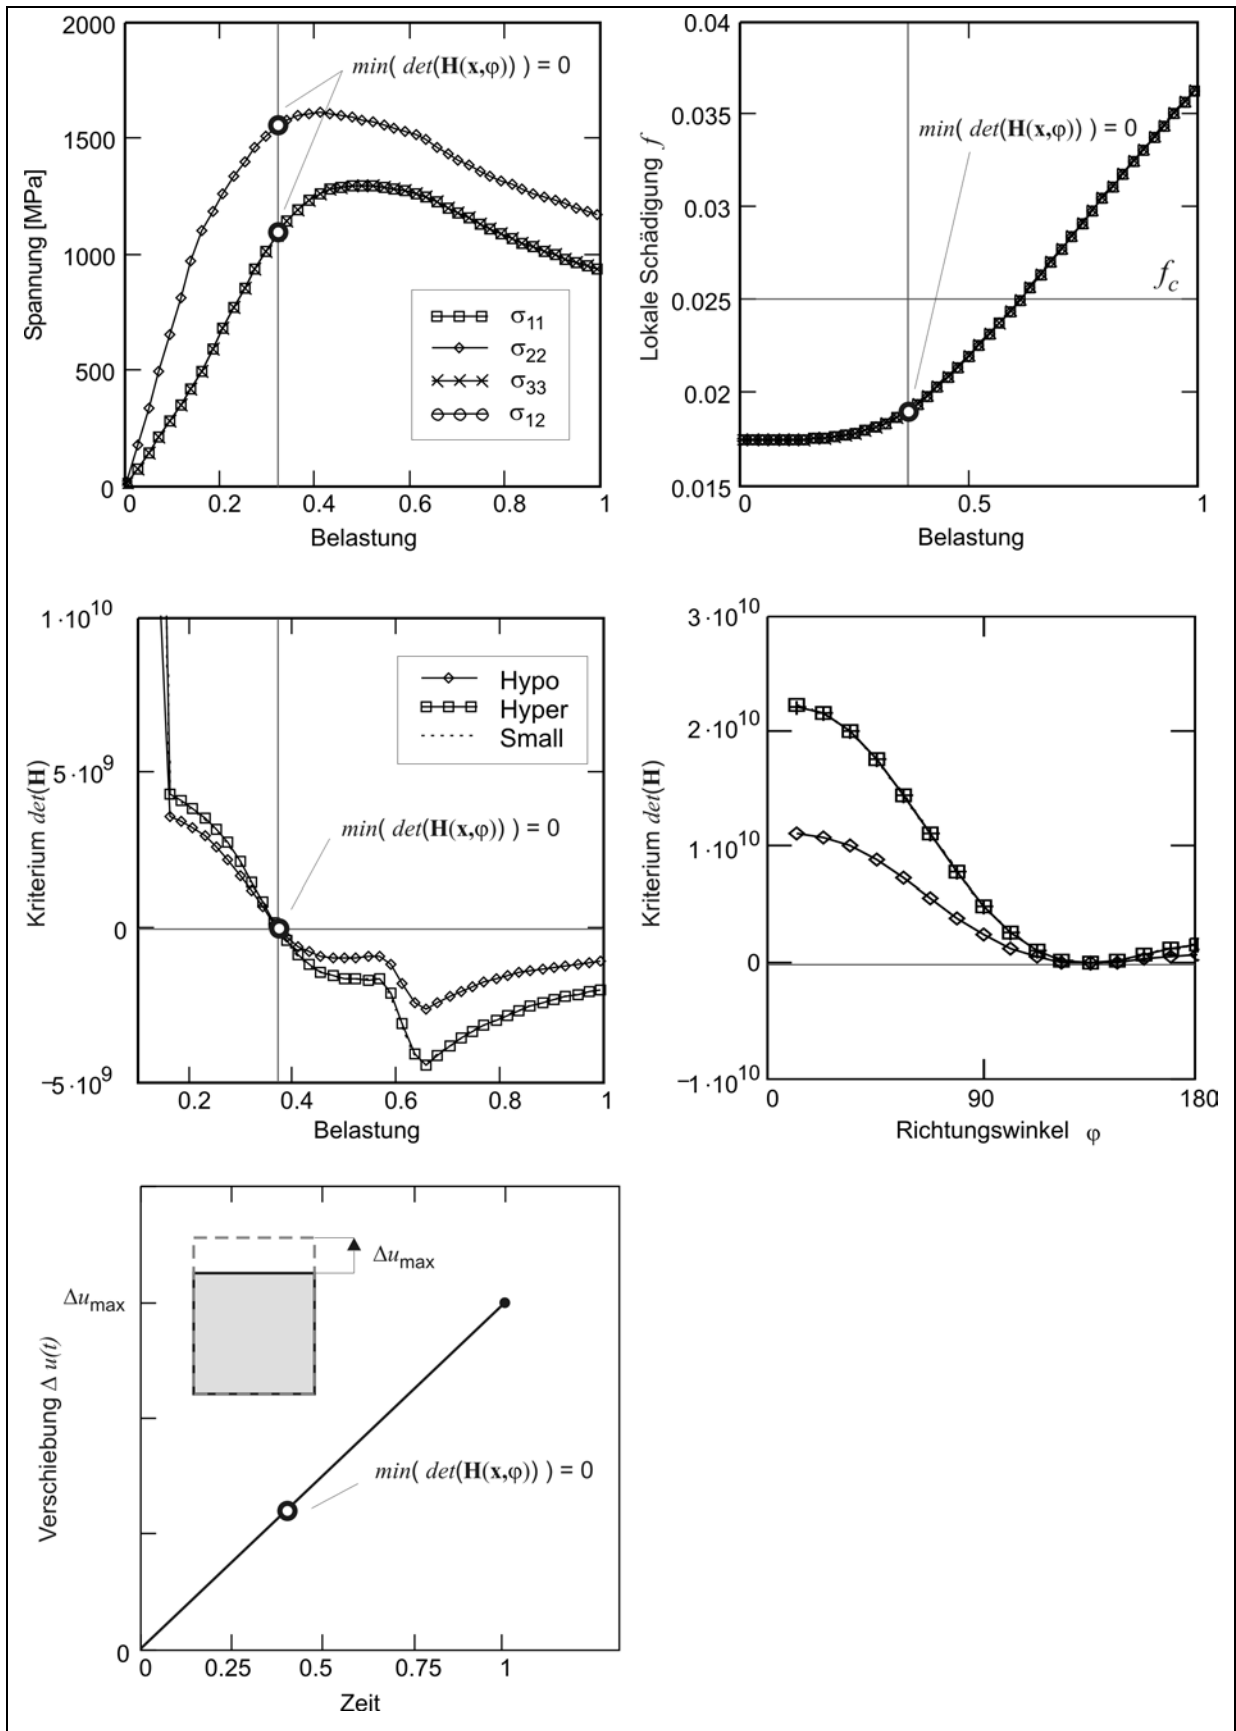 2000
1500
1000
500
0
Spannung [MPa]
min( det(H(x,φ)) ) = 0
σ11
σ22
σ33
σ12
0 0.2 0.4 0.6 0.8 1
Belastung
0.04
0.035
0.03
0.025
0.02
0.015
Lokale Schädigung f
min( det(H(x,φ)) ) = 0
fc
0 0.5 1
Belastung
1·10^10
5·10^9
0
−5·10^9
Kriterium det(H)
Hypo
Hyper
Small
min( det(H(x,φ)) ) = 0
0.2 0.4 0.6 0.8 1
Belastung
3·10^10
2·10^10
1·10^10
0
−1·10^10
Kriterium det(H)
0 90 180
Richtungswinkel φ
Δumax
Δumax
0
Verschiebung Δ u(t)
min( det(H(x,φ)) ) = 0
0 0.25 0.5 0.75 1
Zeit